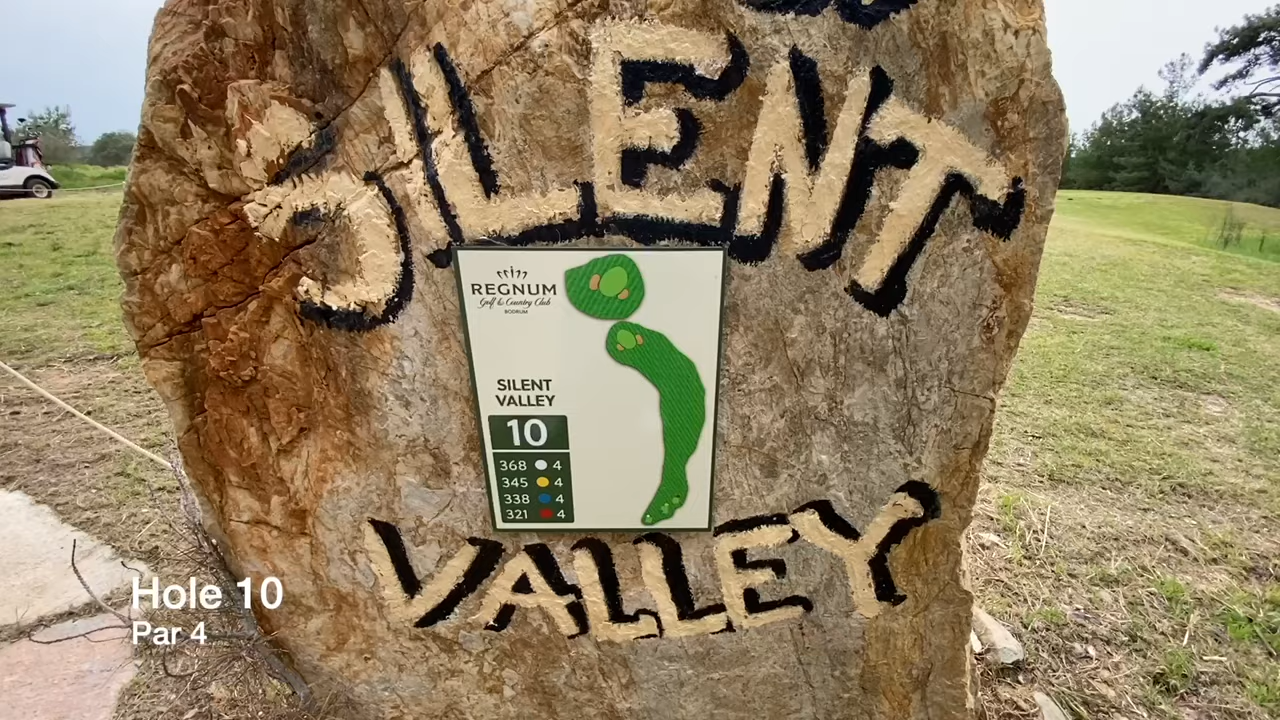 SILENT
REGNUM
Golf & Country Club
BODRUM
SILENT
VALLEY
10
368 4
345 4
338 4
321 4
VALLEY
Hole 10
Par 4